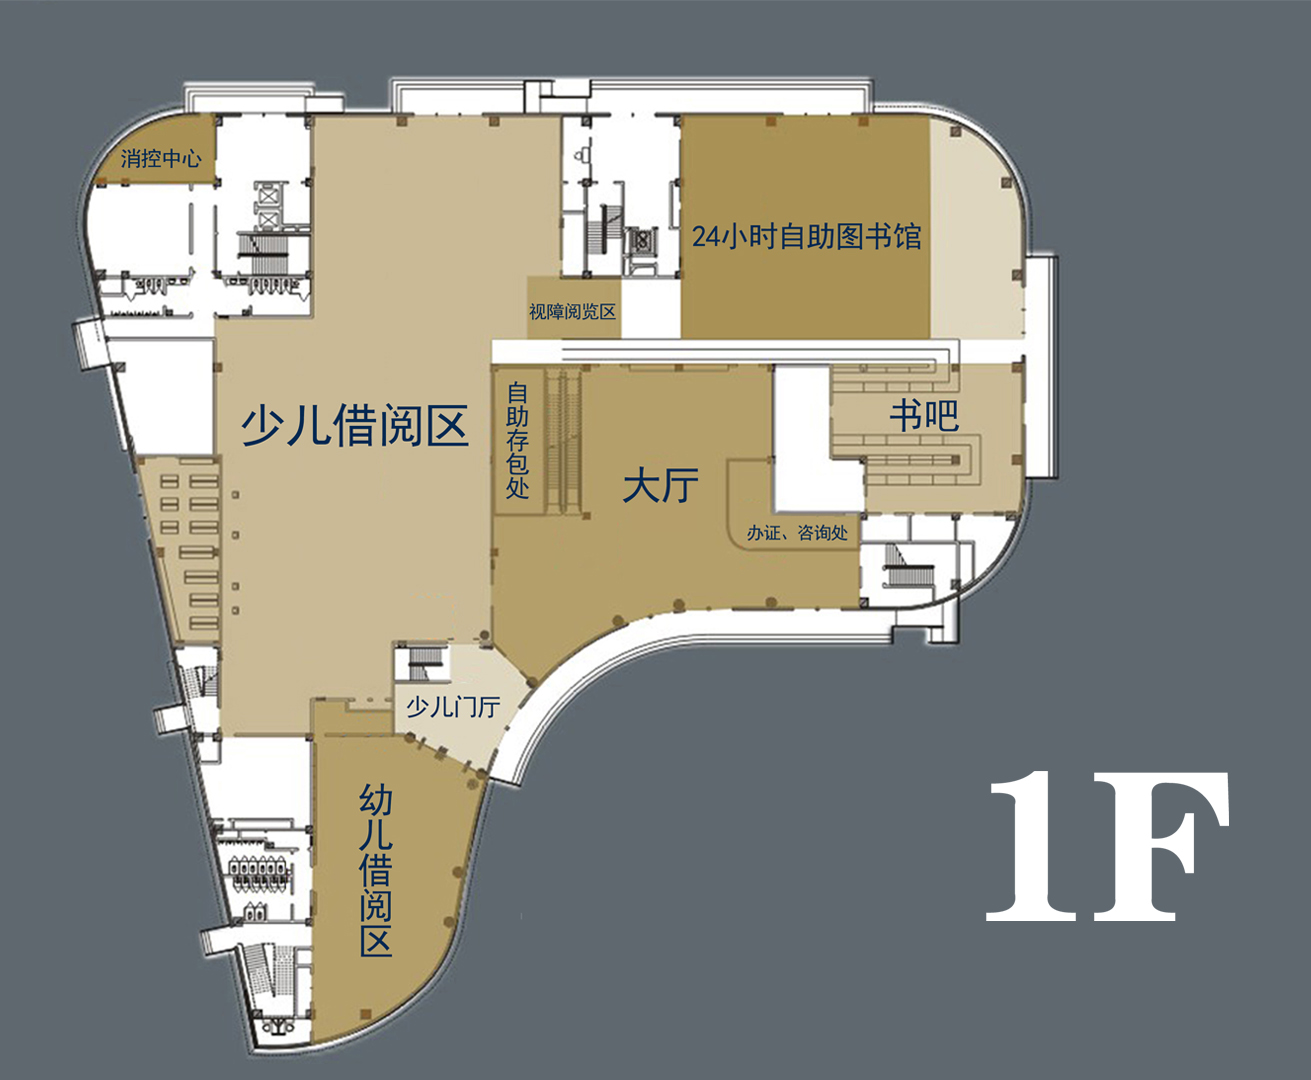 消控中心
24小时自助图书馆
视障阅览区
少儿借阅区
自助存包处
书吧
大厅
办证、咨询处
少儿门厅
幼儿借阅区
1F